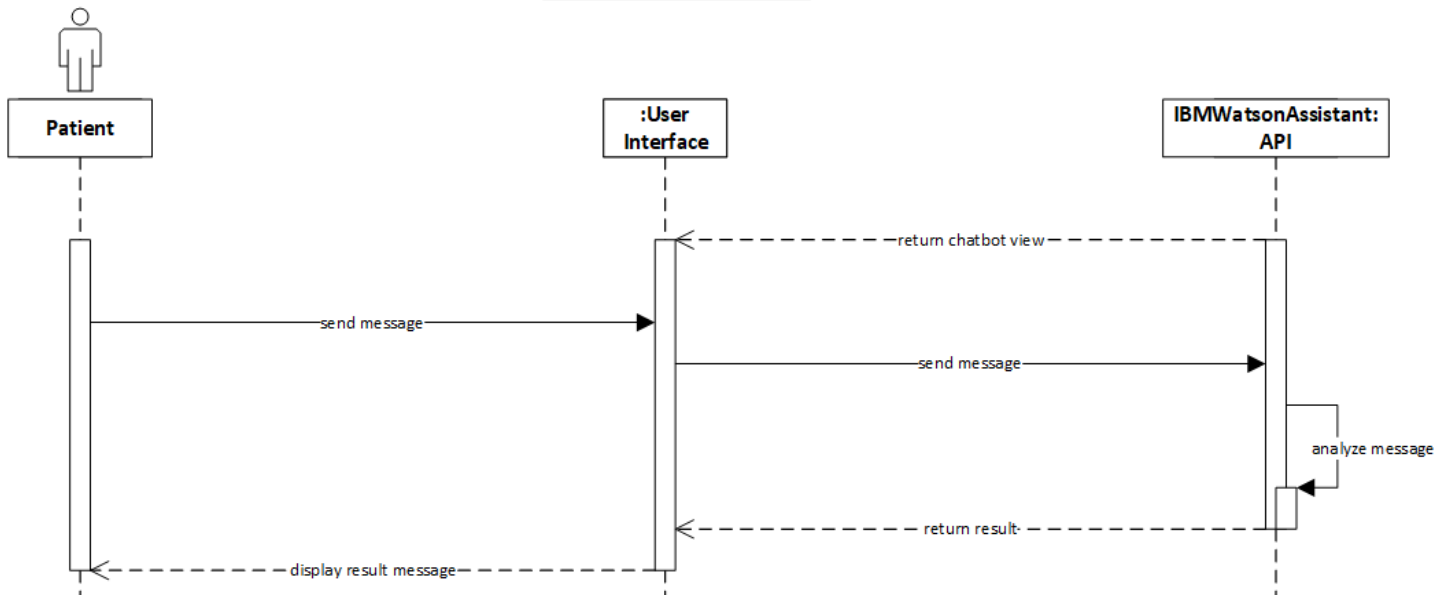 Patient
:User
Interface
IBMWatsonAssistant:
API
return chatbot view
send message
send message
analyze message
return result
display result message